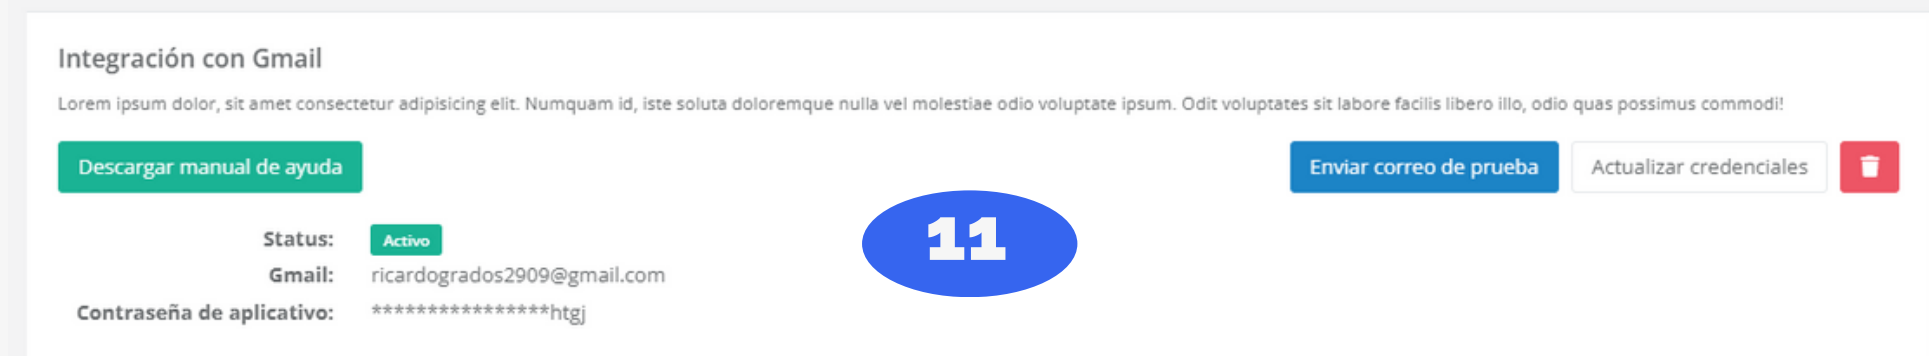 Integración con Gmail
Lorem ipsum dolor, sit amet consectetur adipisicing elit. Numquam id, iste soluta doloremque nulla vel molestiae odio voluptate ipsum. Odit voluptates sit labore facilis libero illo, odio quas possimus commodi!
Descargar manual de ayuda
Enviar correo de prueba
Actualizar credenciales
Status: Activo
11
Gmail: ricardogrados2909@gmail.com
Contraseña de aplicativo: ****************htgj